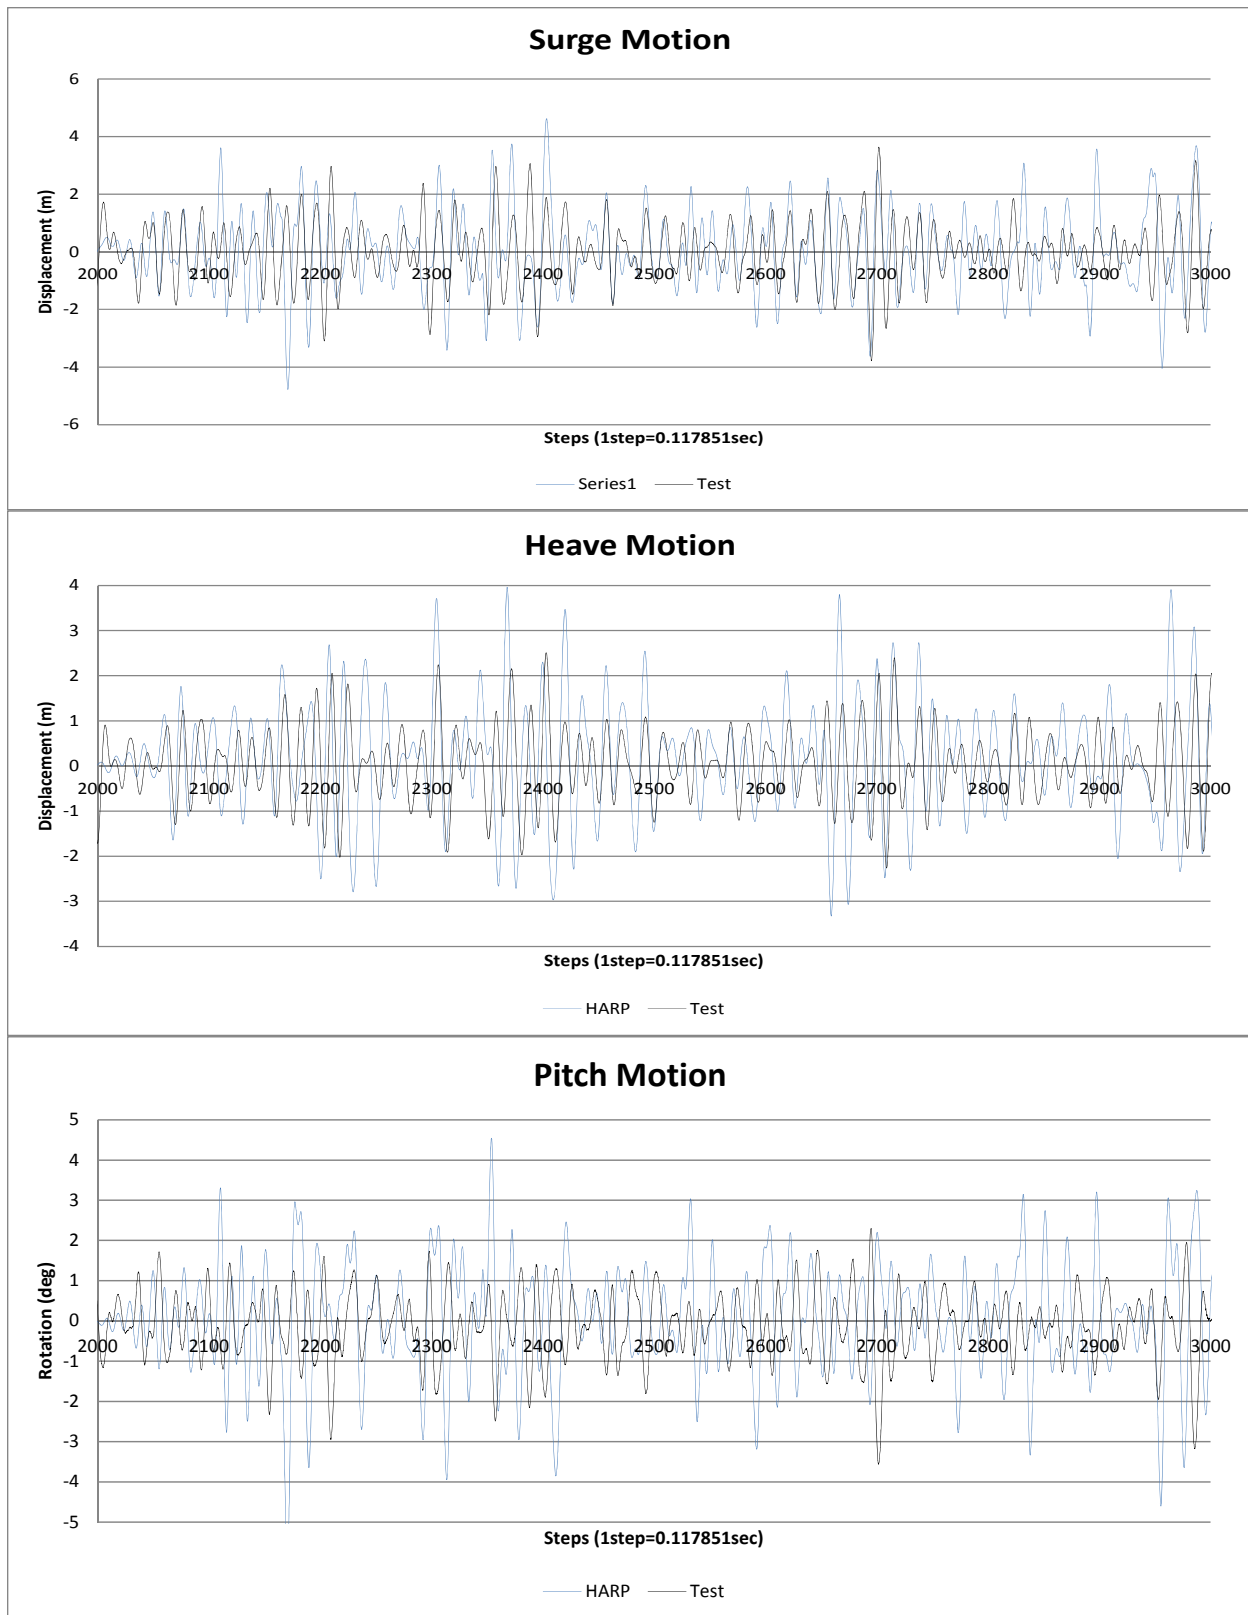 Surge Motion
6
4
2
0
-2
-4
-6
Displacement (m)
2000 2100 2200 2300 2400 2500 2600 2700 2800 2900 3000
Steps (1step=0.117851sec)
Series1 Test
Heave Motion
4
3
2
1
0
-1
-2
-3
-4
Displacement (m)
2000 2100 2200 2300 2400 2500 2600 2700 2800 2900 3000
Steps (1step=0.117851sec)
HARP Test
Pitch Motion
5
4
3
2
1
0
-1
-2
-3
-4
-5
Rotation (deg)
2000 2100 2200 2300 2400 2500 2600 2700 2800 2900 3000
Steps (1step=0.117851sec)
HARP Test